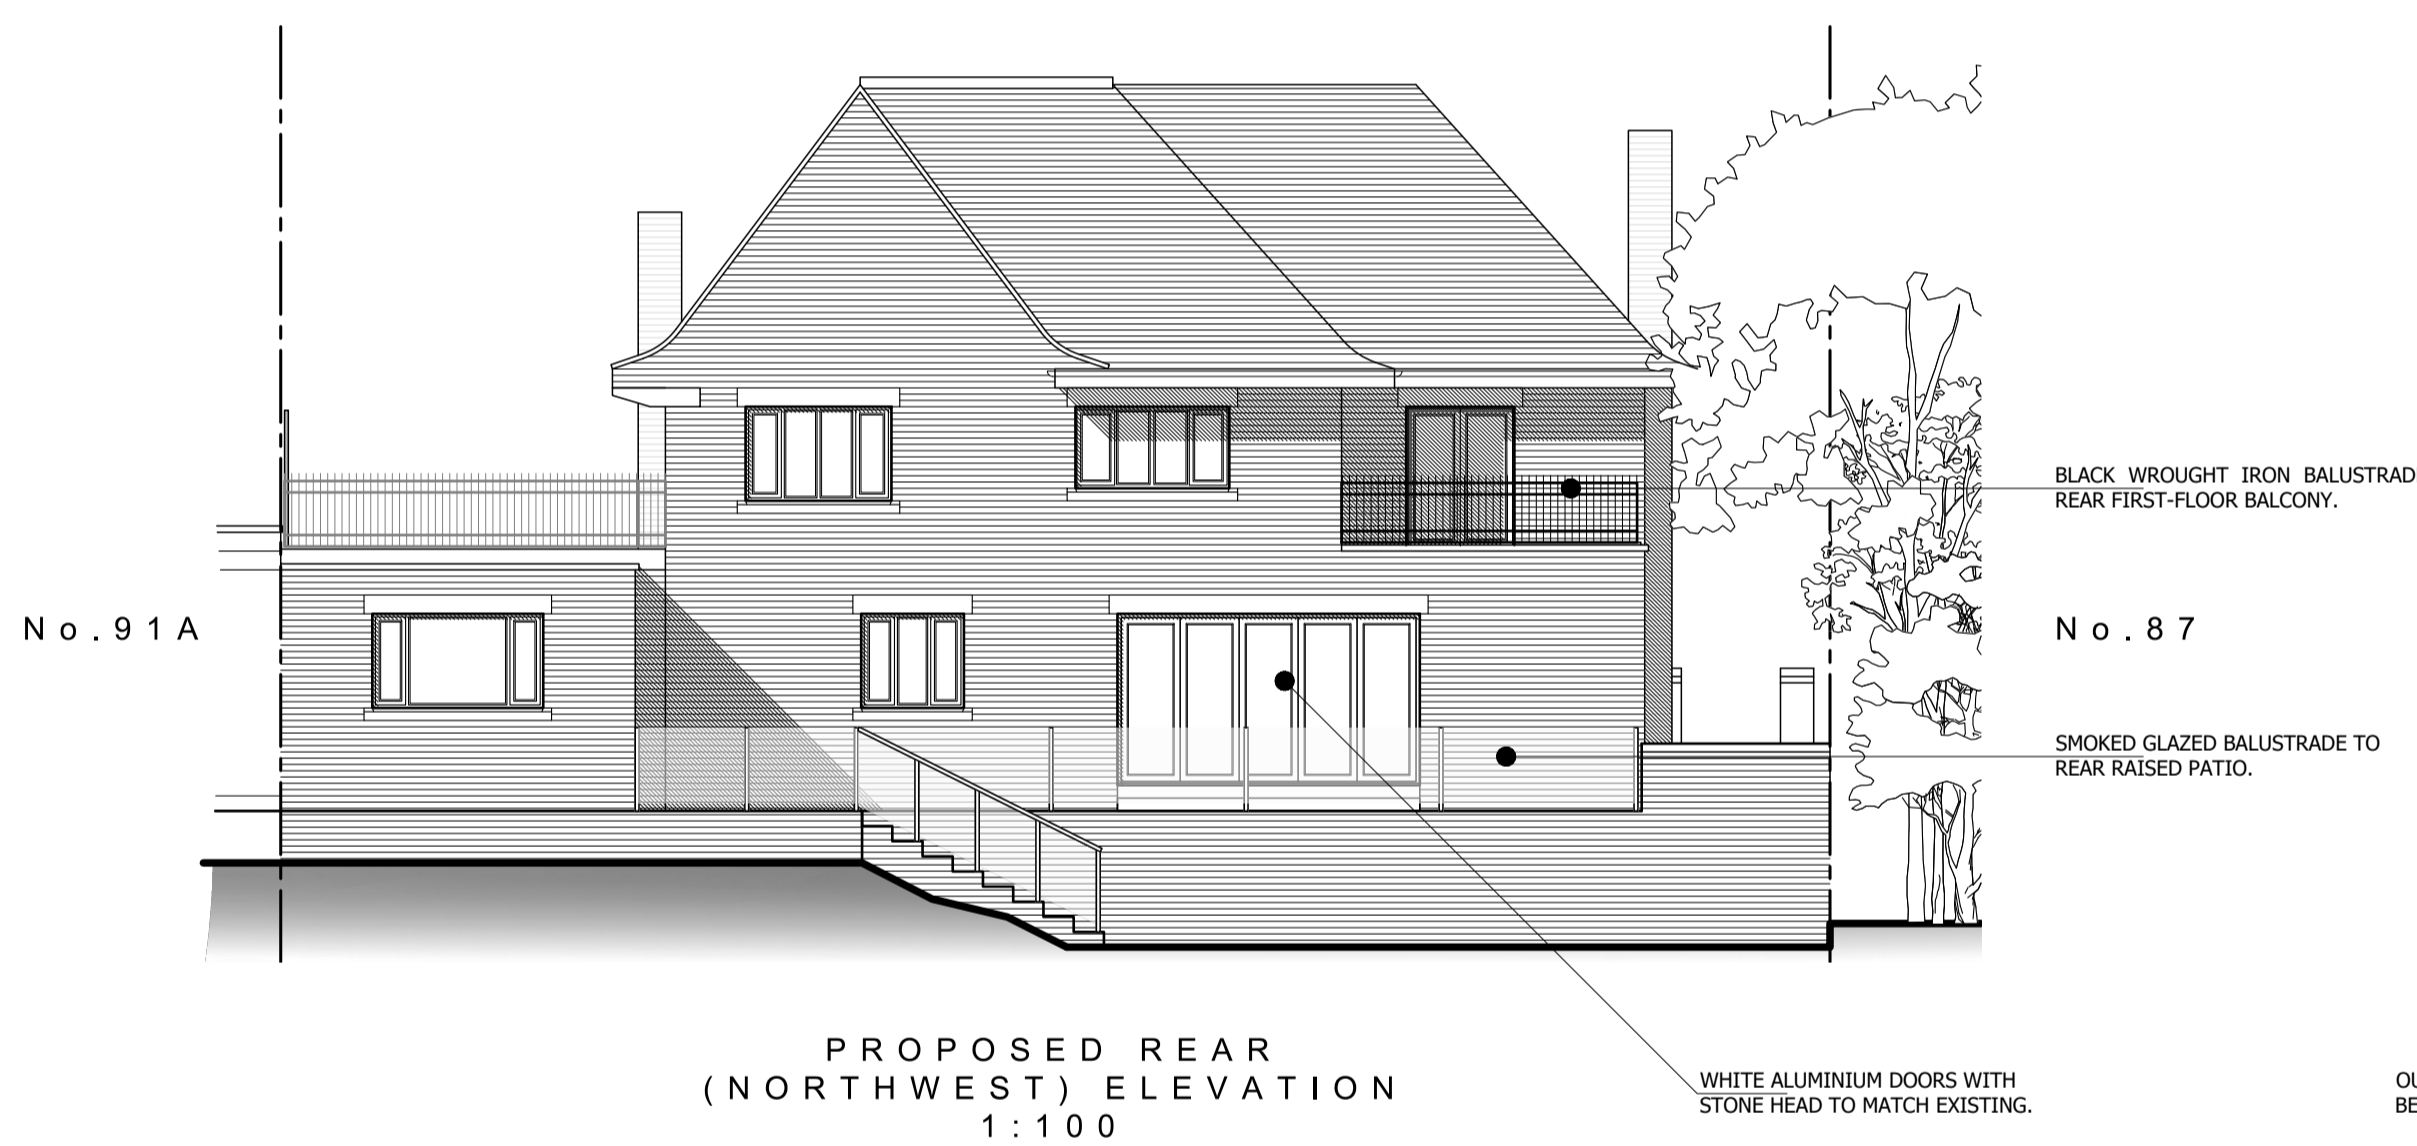 No.91A
No.87
BLACK WROUGHT IRON BALUSTRAD
REAR FIRST-FLOOR BALCONY.
SMOKED GLAZED BALUSTRADE TO
REAR RAISED PATIO.
WHITE ALUMINIUM DOORS WITH
STONE HEAD TO MATCH EXISTING.
PROPOSED REAR
(NORTHWEST) ELEVATION
1:100